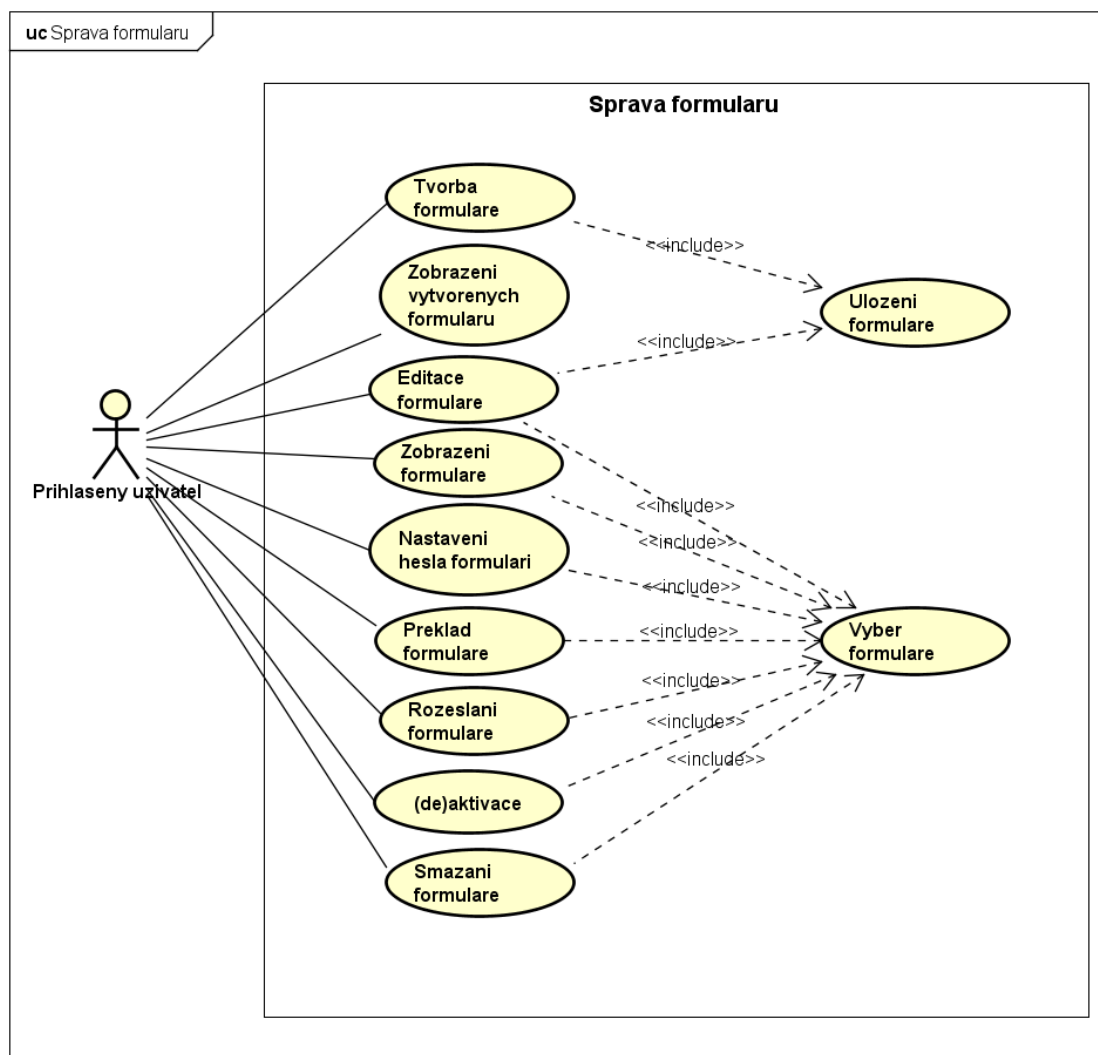 uc Sprava formularu
Sprava formularu
Tvorba
formulare
<<include>>
Zobrazeni
vytvorenych
formularu
Ulozeni
formulare
<<include>>
Editace
formulare
Zobrazeni
formulare
Prihlaseny uzivatel
<<include>>
Nastaveni
hesla formulari
<<include>>
<<include>>
Preklad
formulare
<<include>>
Vyber
formulare
Rozeslani
formulare
<<include>>
<<include>>
(de)aktivace
<<include>>
Smazani
formulare